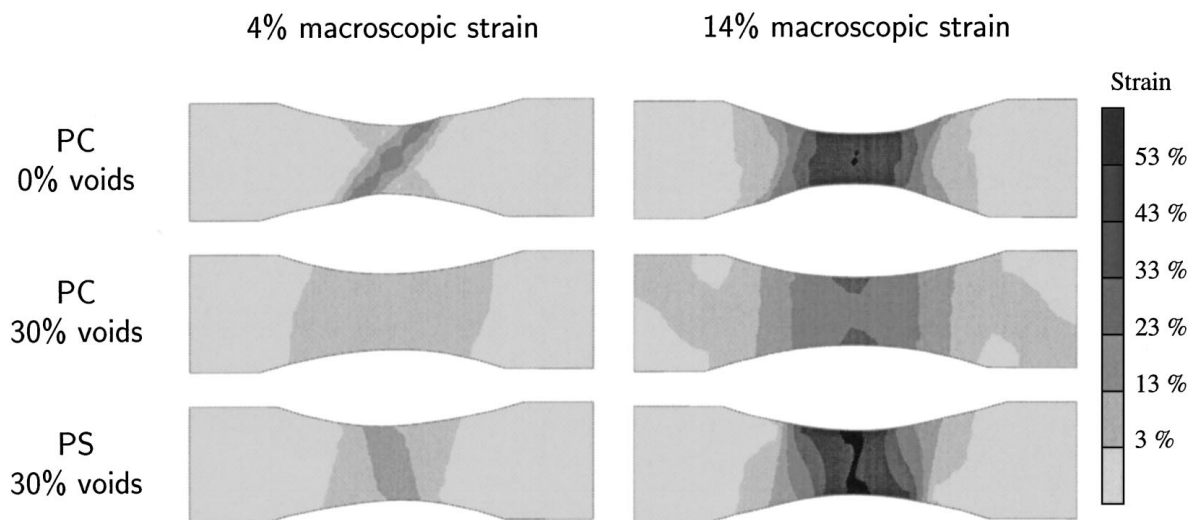 4% macroscopic strain
14% macroscopic strain
Strain
PC
0% voids
PC
30% voids
PS
30% voids
53 %
43 %
33 %
23 %
13 %
3 %